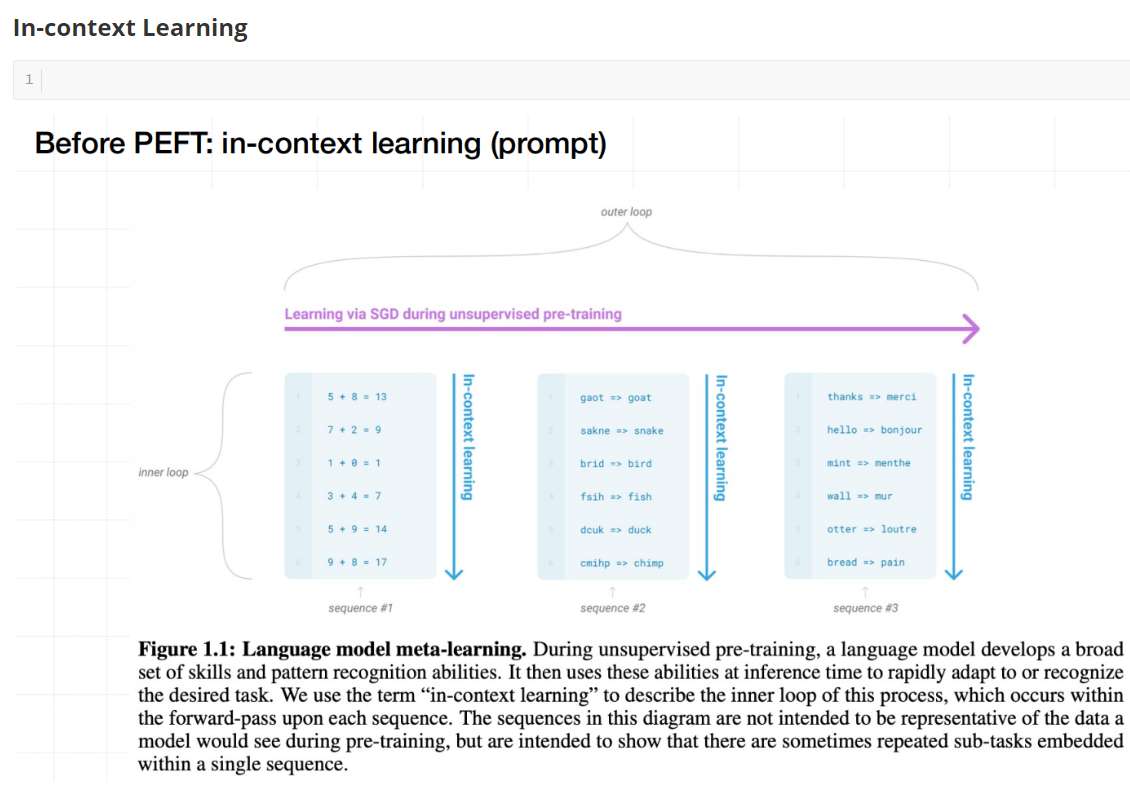 In-context Learning
1
Before PEFT: in-context learning (prompt)
outer loop
Learning via SGD during unsupervised pre-training
inner loop
1 5 + 8 = 13
2 7 + 2 = 9
3 1 + 0 = 1
4 3 + 4 = 7
5 5 + 9 = 14
6 9 + 8 = 17
In-context learning
sequence #1
1 gaot => goat
2 sakne => snake
3 brid => bird
4 fsih => fish
5 dcuk => duck
6 cmihp => chimp
In-context learning
sequence #2
1 thanks => merci
2 hello => bonjour
3 mint => menthe
4 wall => mur
5 otter => loutre
6 bread => pain
In-context learning
sequence #3
Figure 1.1: Language model meta-learning. During unsupervised pre-training, a language model develops a broad
set of skills and pattern recognition abilities. It then uses these abilities at inference time to rapidly adapt to or recognize
the desired task. We use the term “in-context learning” to describe the inner loop of this process, which occurs within
the forward-pass upon each sequence. The sequences in this diagram are not intended to be representative of the data a
model would see during pre-training, but are intended to show that there are sometimes repeated sub-tasks embedded
within a single sequence.